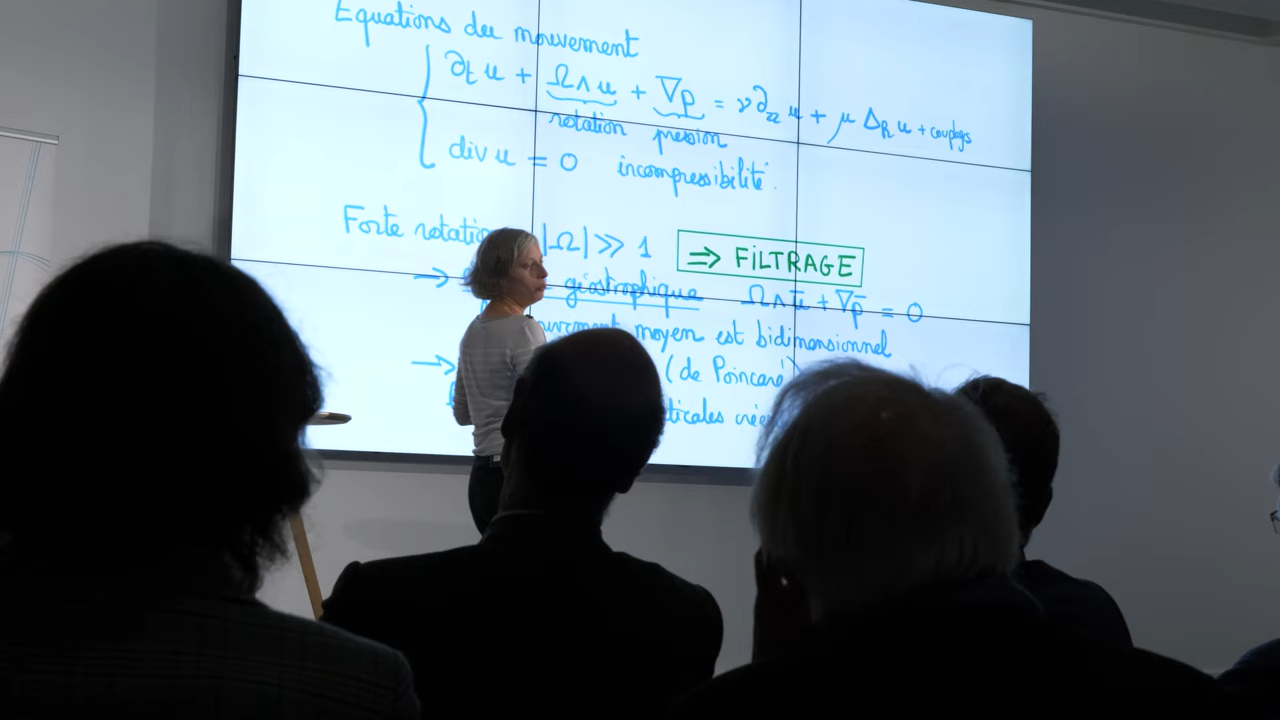 Equations du mouvement
∂t u + Ω∧u + ∇p = ν∂zz u + μ ΔR u + couplages
rotation pression
div u = 0 incompressibilité.
Forte rotation |Ω| ≫ 1 ⇒ FiLTRAGE
→ géostrophique Ω∧ū + ∇p̄ = 0
moyen est bidimensionnel
→ (de Poincaré)